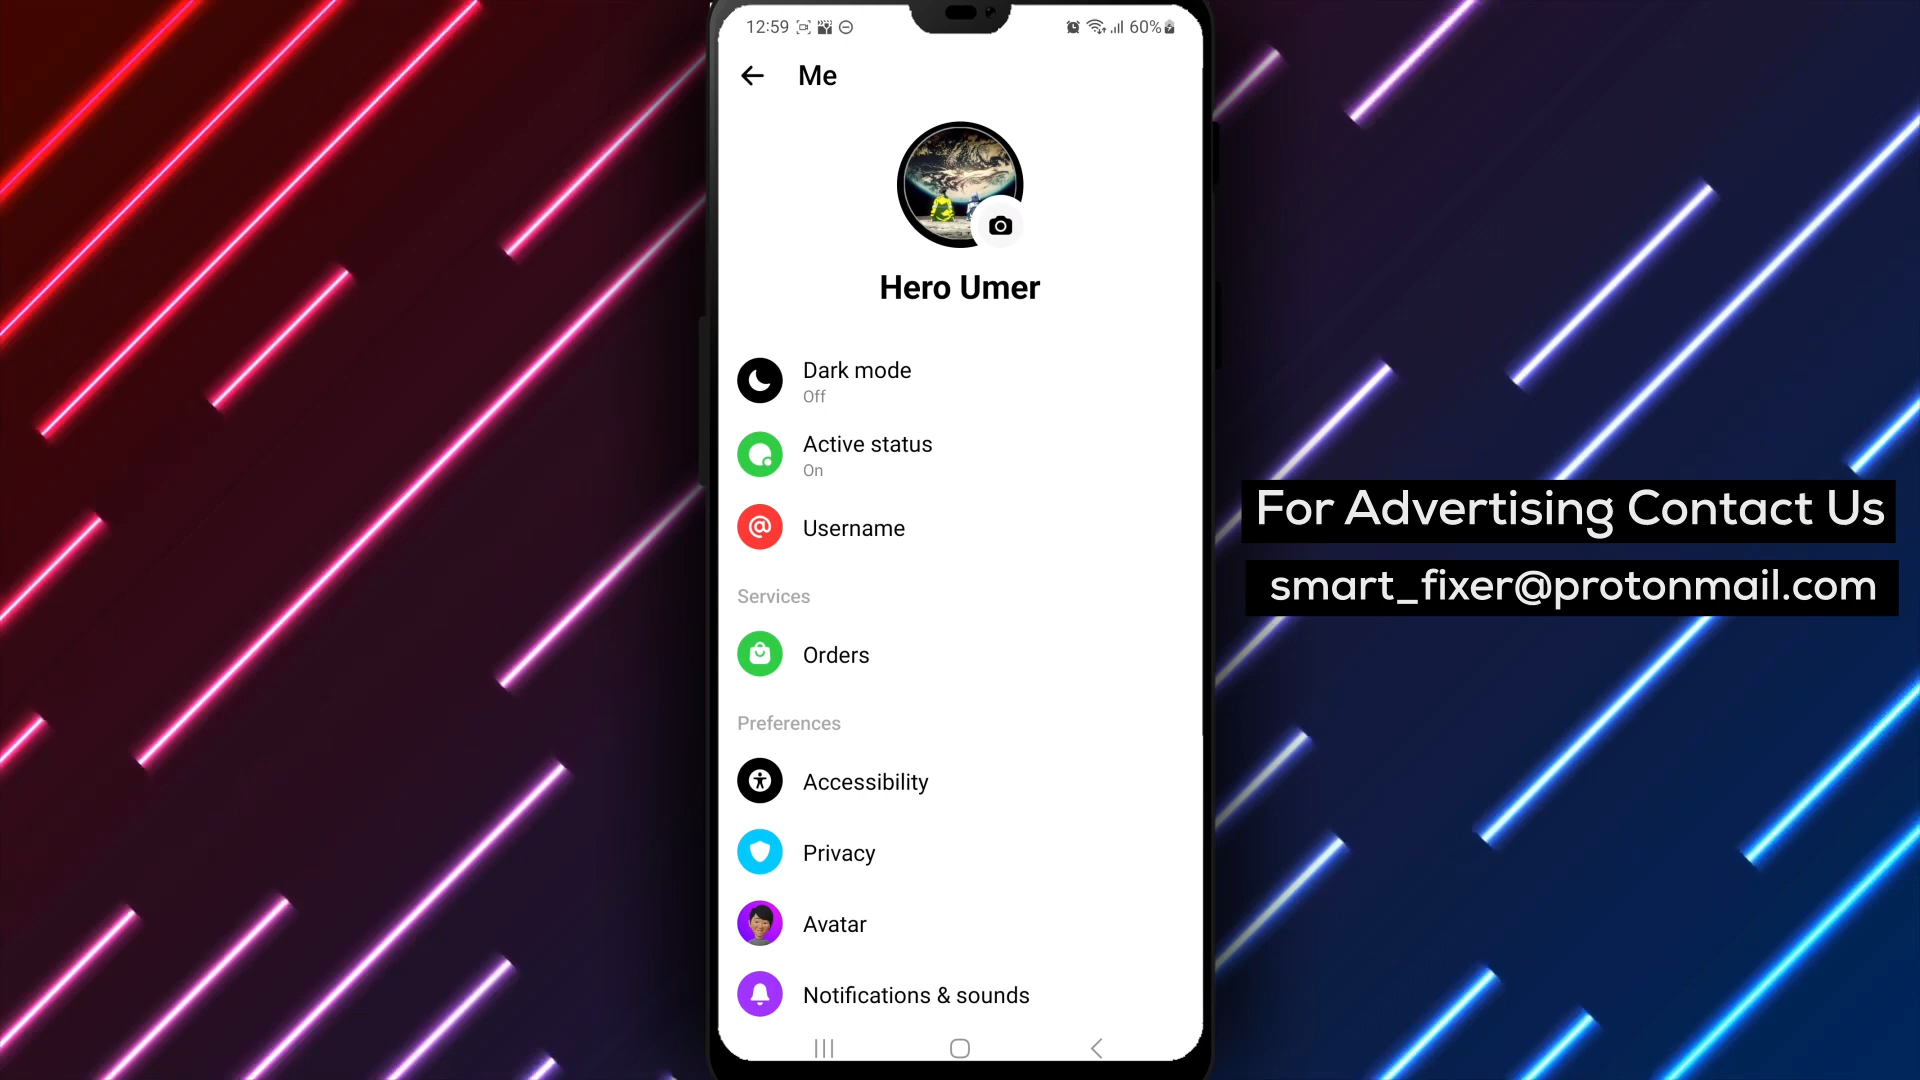 12:59
60%
Me
Hero Umer
Dark mode
Off
Active status
On
Username
Services
Orders
Preferences
Accessibility
Privacy
Avatar
Notifications & sounds
For Advertising Contact Us
smart_fixer@protonmail.com